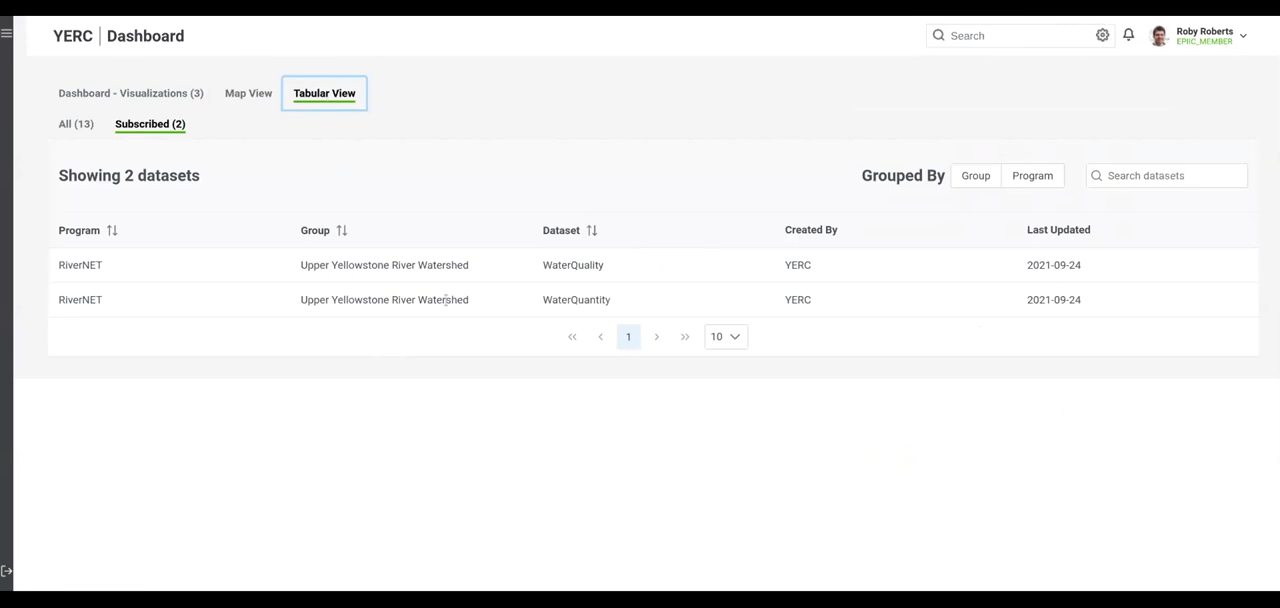 YERC | Dashboard
Search
Roby Roberts
EPIIC_MEMBER
Dashboard - Visualizations (3) Map View Tabular View
All (13) Subscribed (2)
Showing 2 datasets
Grouped By Group Program Search datasets
Program Group Dataset Created By Last Updated
RiverNET Upper Yellowstone River Watershed WaterQuality YERC 2021-09-24
RiverNET Upper Yellowstone River Watershed WaterQuantity YERC 2021-09-24
« ‹ 1 › » 10